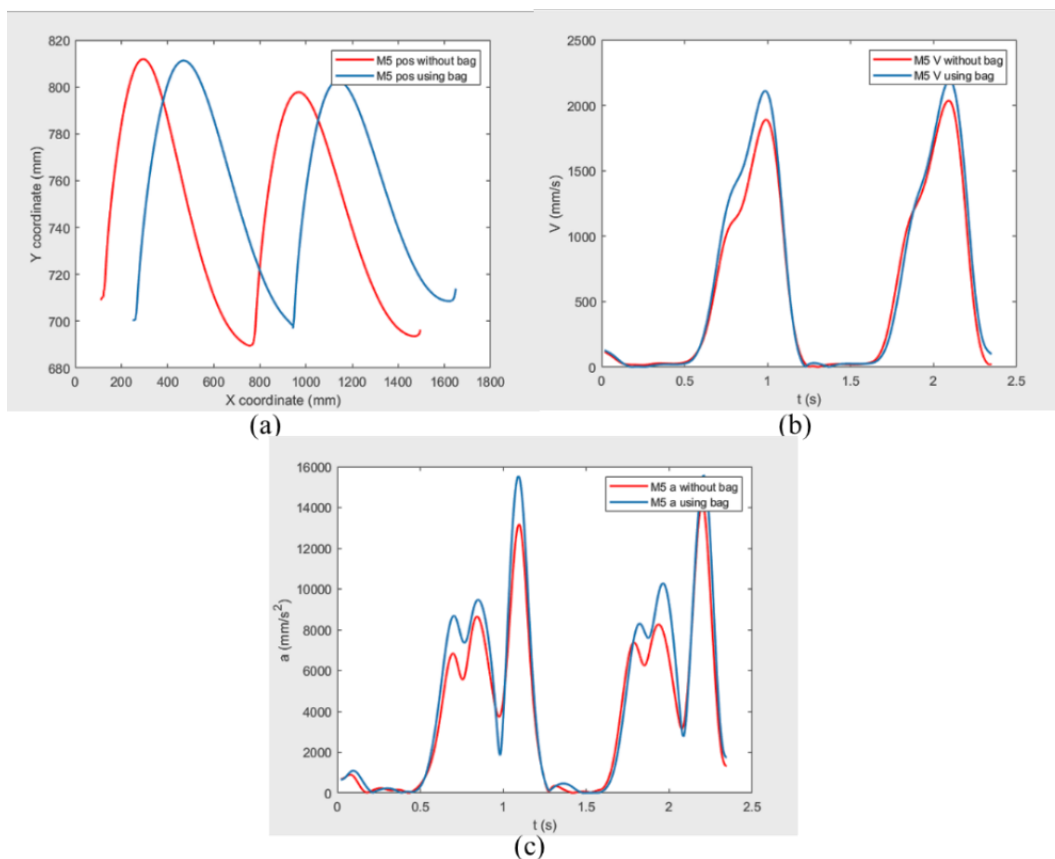 820
800
780
760
740
720
700
680
Y coordinate (mm)
M5 pos without bag
M5 pos using bag
0 200 400 600 800 1000 1200 1400 1600 1800
X coordinate (mm)
(a)
2500
2000
1500
1000
500
0
V (mm/s)
M5 V without bag
M5 V using bag
0 0.5 1 1.5 2 2.5
t (s)
(b)
16000
14000
12000
10000
8000
6000
4000
2000
0
a (mm/s²)
M5 a without bag
M5 a using bag
0 0.5 1 1.5 2 2.5
t (s)
(c)